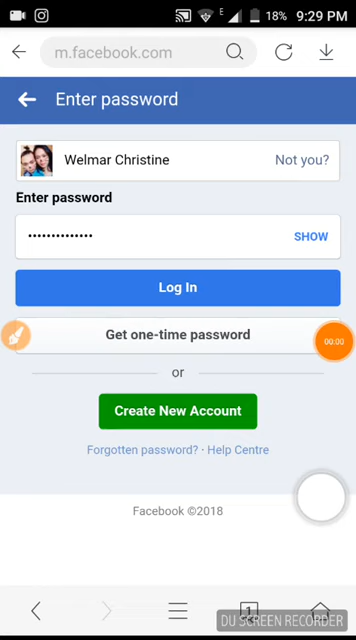 E 18% 9:29 PM
m.facebook.com
Enter password
Welmar Christine Not you?
Enter password
•••••••••••••• SHOW
Log In
Get one-time password
00:00
or
Create New Account
Forgotten password? · Help Centre
Facebook ©2018
1
DU SCREEN RECORDER